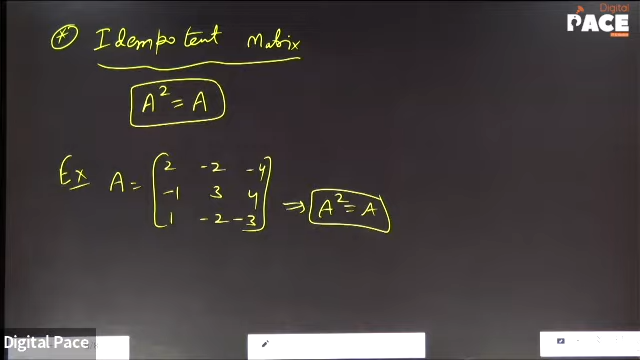 Digital
PACE
* Idempotent Matrix
A² = A
Ex A = [2 -2 -4
-1 3 4
1 -2 -3] ⇒ A² = A
Digital Pace